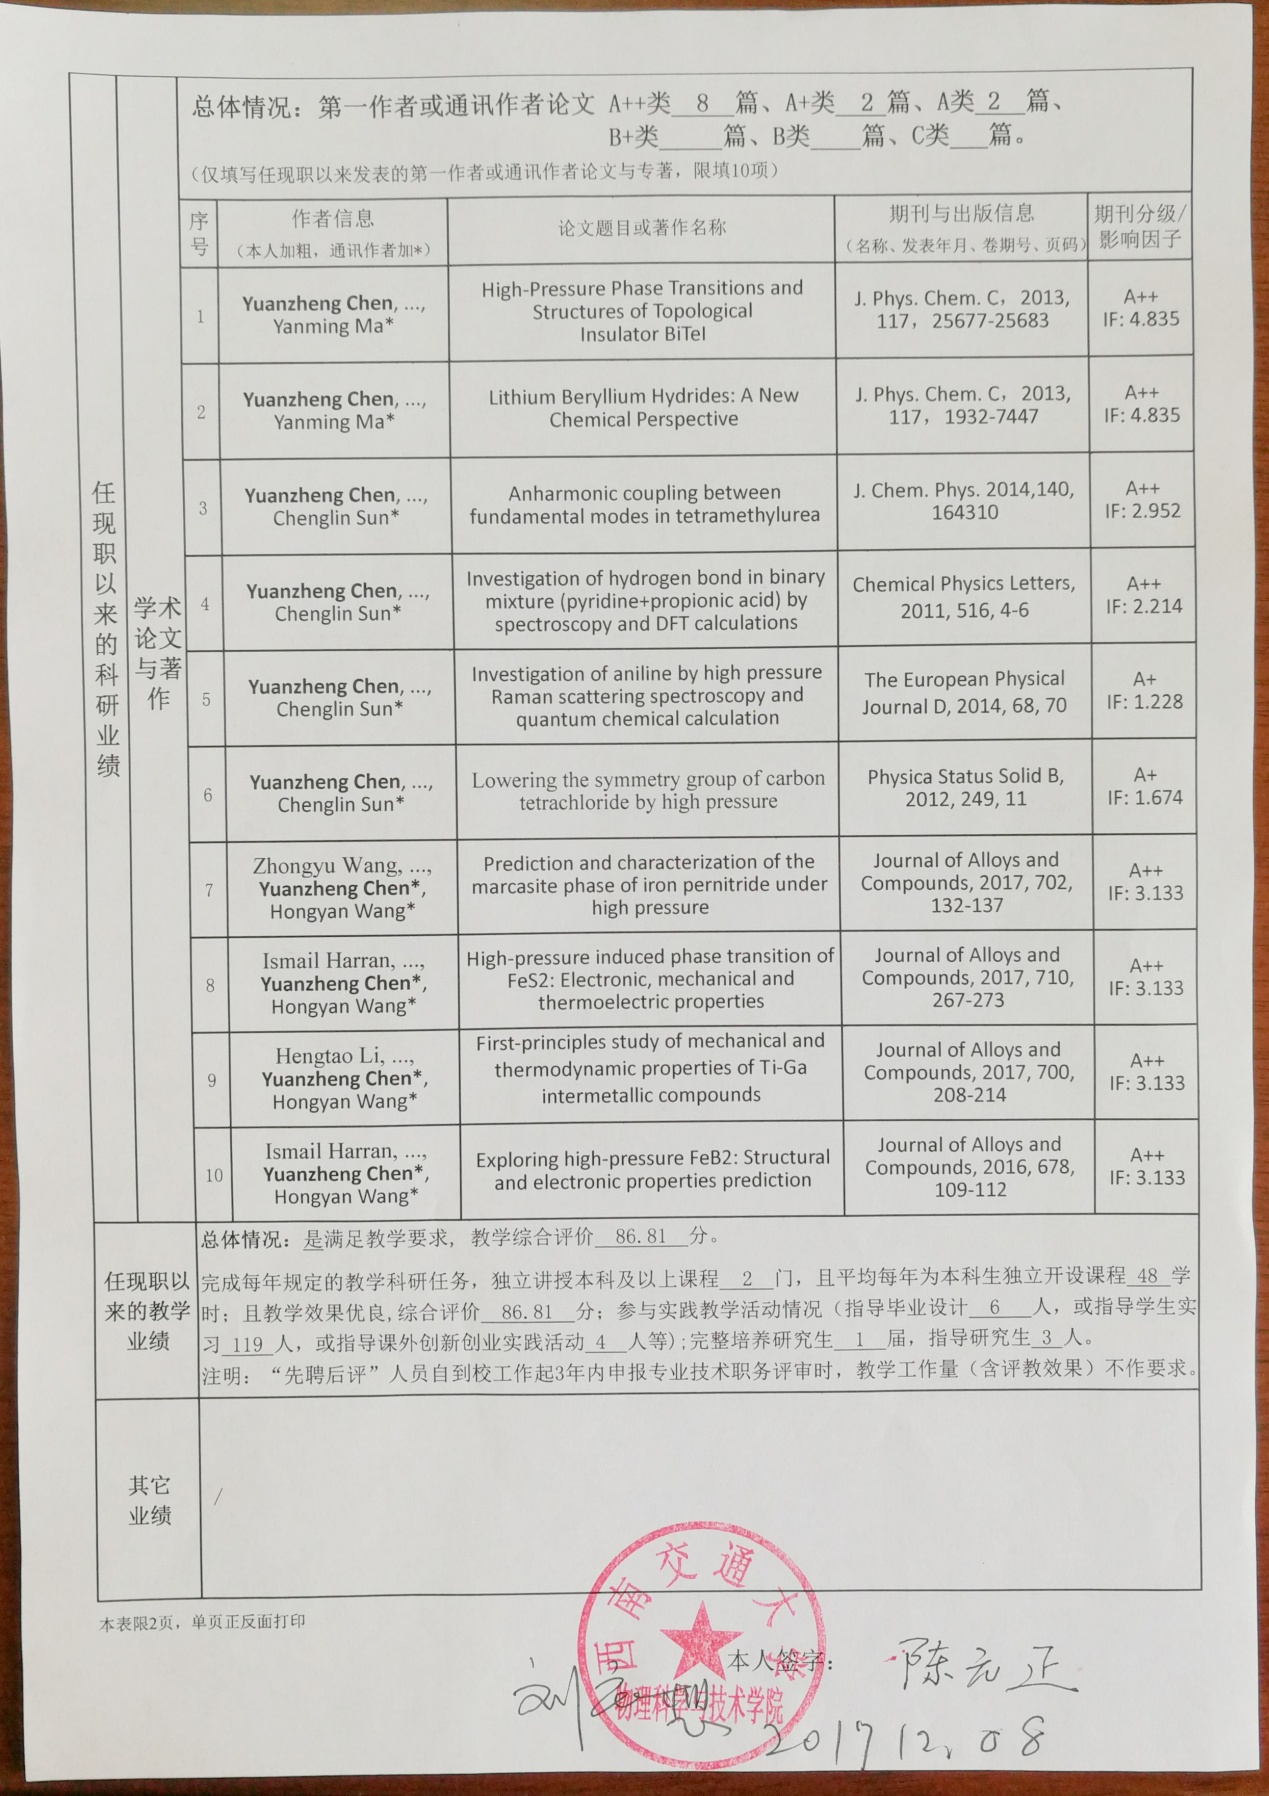 总体情况：第一作者或通讯作者论文 A++类 8 篇、A+类 2 篇、A类 2 篇、
B+类____篇、B类____篇、C类___篇。
（仅填写任现职以来发表的第一作者或通讯作者论文与专著，限填10项）
序号
作者信息
（本人加粗，通讯作者加*）
论文题目或著作名称
期刊与出版信息
（名称、发表年月、卷期号、页码）
期刊分级/
影响因子
任现职以来的科研业绩
学术
论文
与著
作
1
Yuanzheng Chen, ...,
Yanming Ma*
High-Pressure Phase Transitions and
Structures of Topological
Insulator BiTeI
J. Phys. Chem. C， 2013,
117， 25677-25683
A++
IF: 4.835
2
Yuanzheng Chen, ...,
Yanming Ma*
Lithium Beryllium Hydrides: A New
Chemical Perspective
J. Phys. Chem. C， 2013,
117， 1932-7447
A++
IF: 4.835
3
Yuanzheng Chen, ...,
Chenglin Sun*
Anharmonic coupling between
fundamental modes in tetramethylurea
J. Chem. Phys. 2014,140,
164310
A++
IF: 2.952
4
Yuanzheng Chen, ...,
Chenglin Sun*
Investigation of hydrogen bond in binary
mixture (pyridine+propionic acid) by
spectroscopy and DFT calculations
Chemical Physics Letters,
2011, 516, 4-6
A++
IF: 2.214
5
Yuanzheng Chen, ...,
Chenglin Sun*
Investigation of aniline by high pressure
Raman scattering spectroscopy and
quantum chemical calculation
The European Physical
Journal D, 2014, 68, 70
A+
IF: 1.228
6
Yuanzheng Chen, ...,
Chenglin Sun*
Lowering the symmetry group of carbon
tetrachloride by high pressure
Physica Status Solid B,
2012, 249, 11
A+
IF: 1.674
7
Zhongyu Wang, ...,
Yuanzheng Chen*,
Hongyan Wang*
Prediction and characterization of the
marcasite phase of iron pernitride under
high pressure
Journal of Alloys and
Compounds, 2017, 702,
132-137
A++
IF: 3.133
8
Ismail Harran, ...,
Yuanzheng Chen*,
Hongyan Wang*
High-pressure induced phase transition of
FeS2: Electronic, mechanical and
thermoelectric properties
Journal of Alloys and
Compounds, 2017, 710,
267-273
A++
IF: 3.133
9
Hengtao Li, ...,
Yuanzheng Chen*,
Hongyan Wang*
First-principles study of mechanical and
thermodynamic properties of Ti-Ga
intermetallic compounds
Journal of Alloys and
Compounds, 2017, 700,
208-214
A++
IF: 3.133
10
Ismail Harran, ...,
Yuanzheng Chen*,
Hongyan Wang*
Exploring high-pressure FeB2: Structural
and electronic properties prediction
Journal of Alloys and
Compounds, 2016, 678,
109-112
A++
IF: 3.133
任现职以
来的教学
业绩
总体情况：是满足教学要求，教学综合评价 86.81 分。
完成每年规定的教学科研任务，独立讲授本科及以上课程 2 门，且平均每年为本科生独立开设课程 48 学
时；且教学效果优良,综合评价 86.81 分；参与实践教学活动情况（指导毕业设计 6 人，或指导学生实
习 119 人，或指导课外创新创业实践活动 4 人等）;完整培养研究生 1 届，指导研究生 3 人。
注明：“先聘后评”人员自到校工作起3年内申报专业技术职务评审时，教学工作量（含评教效果）不作要求。
其它
业绩
/
本表限2页，单页正反面打印
西南交通大学
物理科学与技术学院
本人签字：
陈元正
2017 12.08